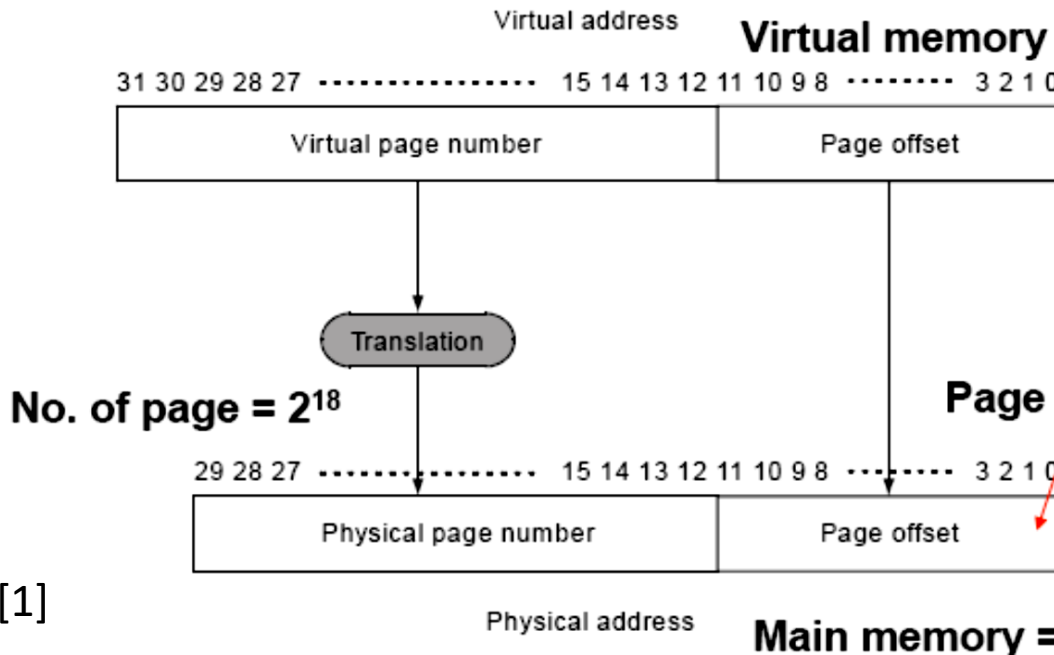 Virtual address
Virtual memory
31 30 29 28 27 ................. 15 14 13 12 11 10 9 8 ........ 3 2 1 0
Virtual page number Page offset
Translation
No. of page = 2¹⁸
Page
29 28 27 ................. 15 14 13 12 11 10 9 8 ........ 3 2 1 0
Physical page number Page offset
[1]
Physical address
Main memory =